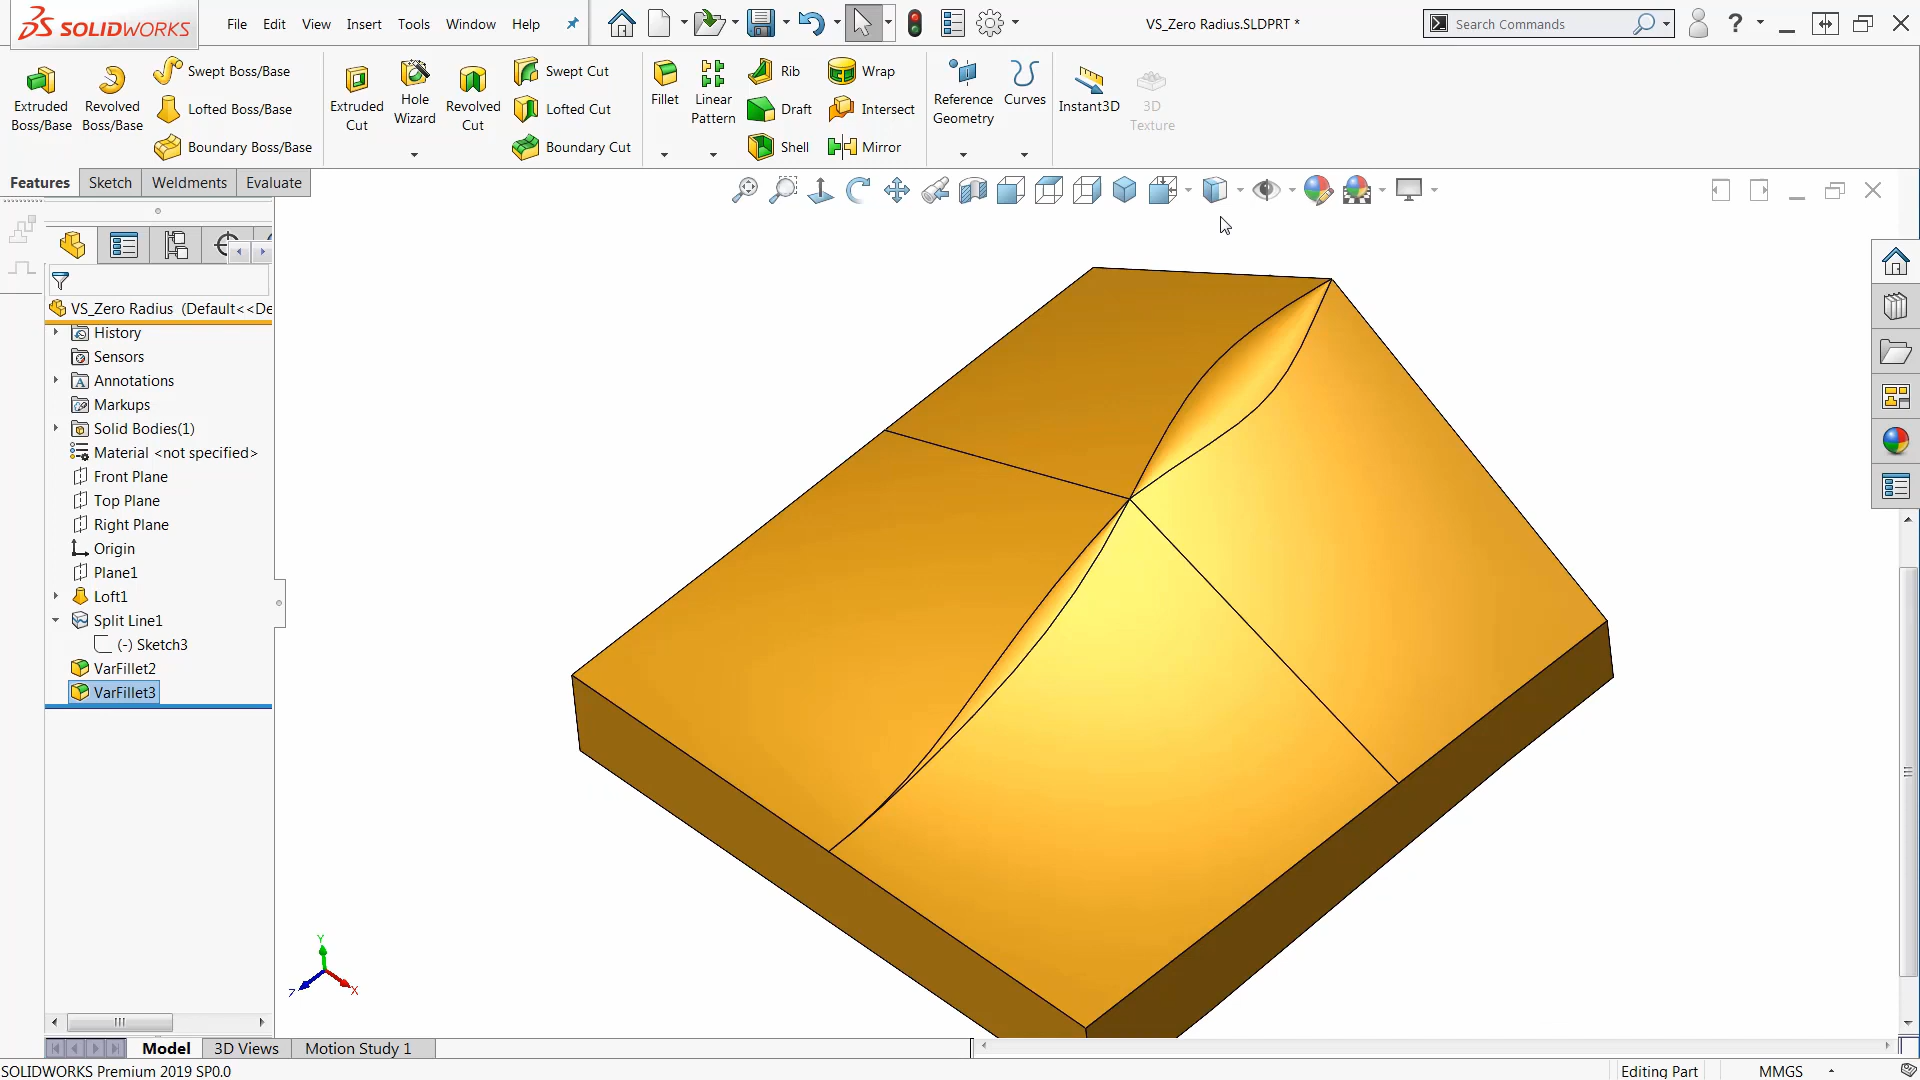 SOLIDWORKS
File Edit View Insert Tools Window Help
VS_Zero Radius.SLDPRT *
Search Commands
?
Extruded Boss/Base
Revolved Boss/Base
Swept Boss/Base
Lofted Boss/Base
Boundary Boss/Base
Extruded Cut
Hole Wizard
Revolved Cut
Swept Cut
Lofted Cut
Boundary Cut
Fillet
Linear Pattern
Rib
Draft
Shell
Wrap
Intersect
Mirror
Reference Geometry
Curves
Instant3D
3D Texture
Features Sketch Weldments Evaluate
VS_Zero Radius (Default<<De
History
Sensors
Annotations
Markups
Solid Bodies(1)
Material <not specified>
Front Plane
Top Plane
Right Plane
Origin
Plane1
Loft1
Split Line1
(-) Sketch3
VarFillet2
VarFillet3
Y
Z
X
Model 3D Views Motion Study 1
SOLIDWORKS Premium 2019 SP0.0
Editing Part
MMGS